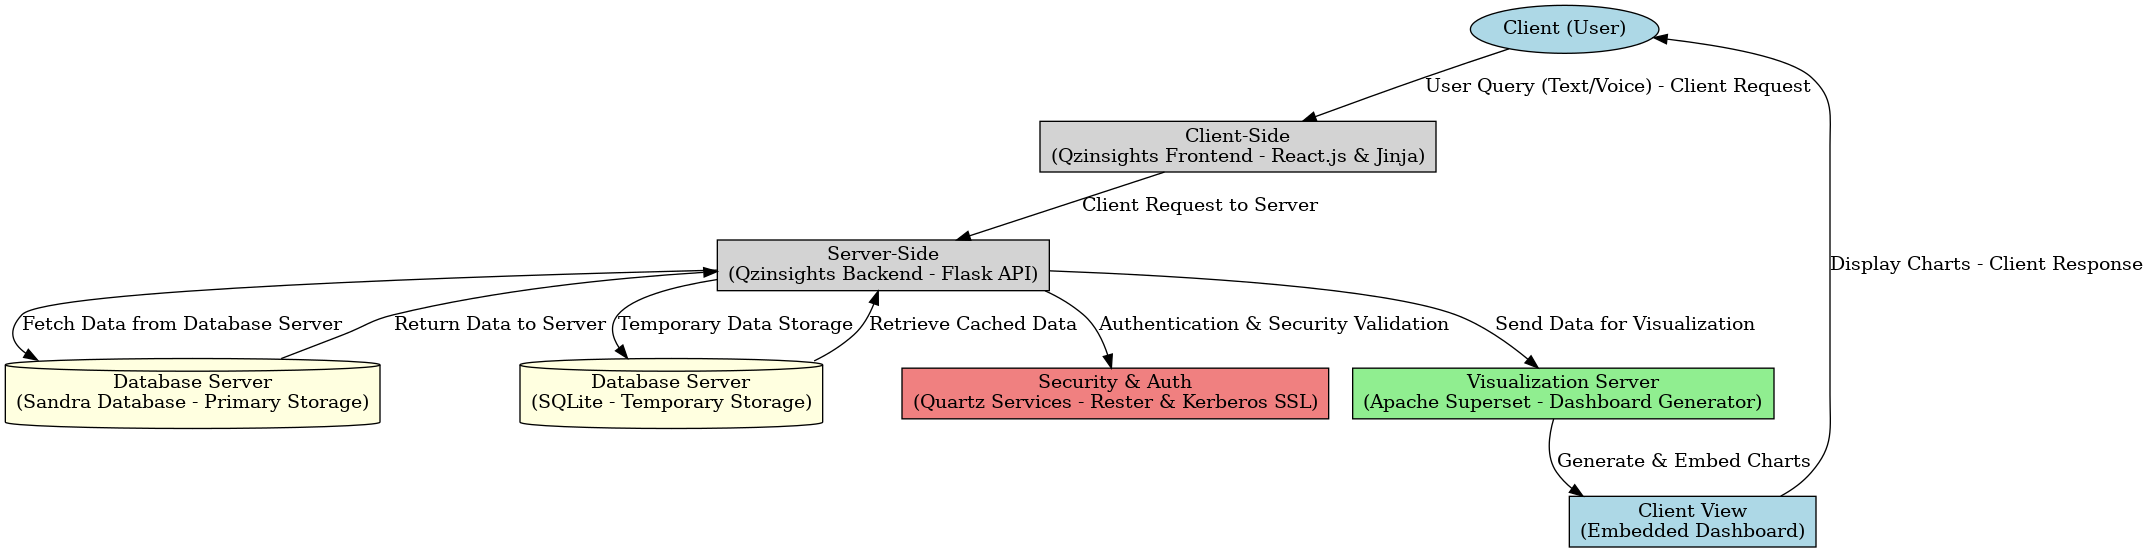 Client (User)
User Query (Text/Voice) - Client Request
Client-Side
(Qzinsights Frontend - React.js & Jinja)
Client Request to Server
Server-Side
(Qzinsights Backend - Flask API)
Display Charts - Client Response
Fetch Data from Database Server
Return Data to Server
Temporary Data Storage
Retrieve Cached Data
Authentication & Security Validation
Send Data for Visualization
Database Server
(Sandra Database - Primary Storage)
Database Server
(SQLite - Temporary Storage)
Security & Auth
(Quartz Services - Rester & Kerberos SSL)
Visualization Server
(Apache Superset - Dashboard Generator)
Generate & Embed Charts
Client View
(Embedded Dashboard)